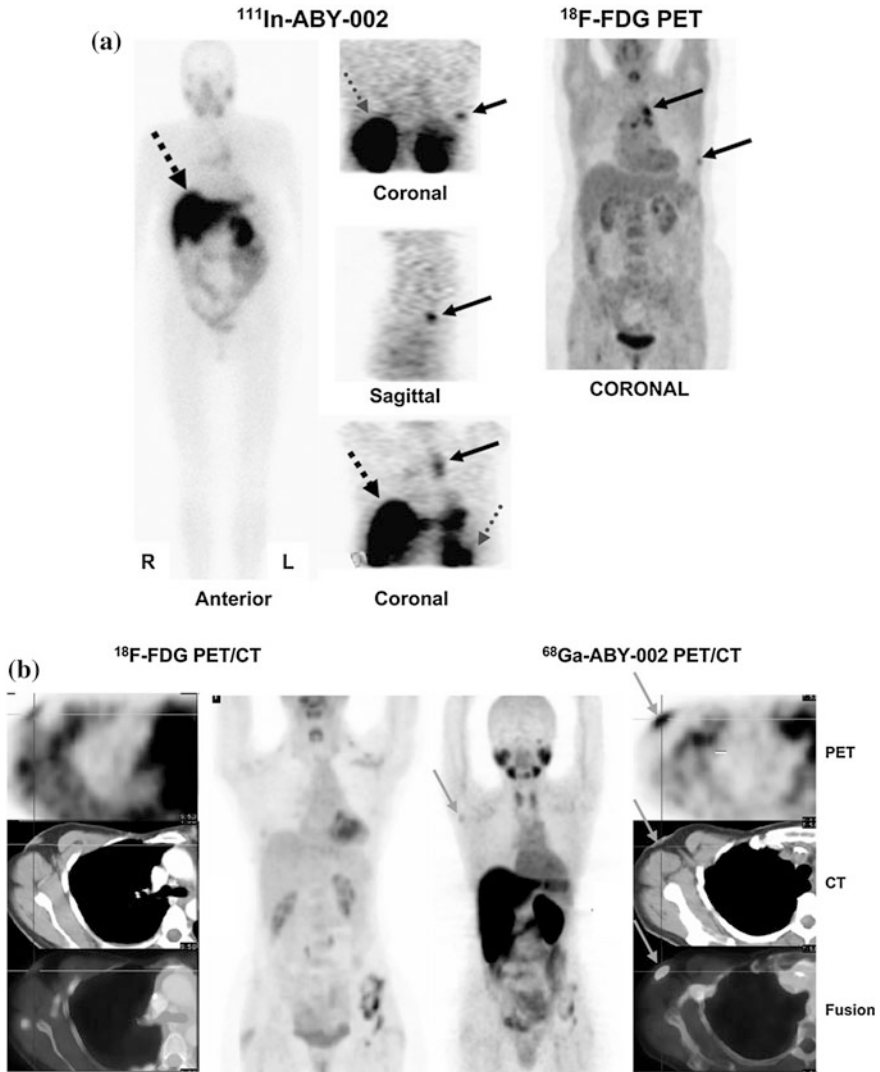 ¹¹¹In-ABY-002
¹⁸F-FDG PET
(a)
Coronal
Sagittal
CORONAL
R
L
Anterior
Coronal
(b)
¹⁸F-FDG PET/CT
⁶⁸Ga-ABY-002 PET/CT
PET
CT
Fusion